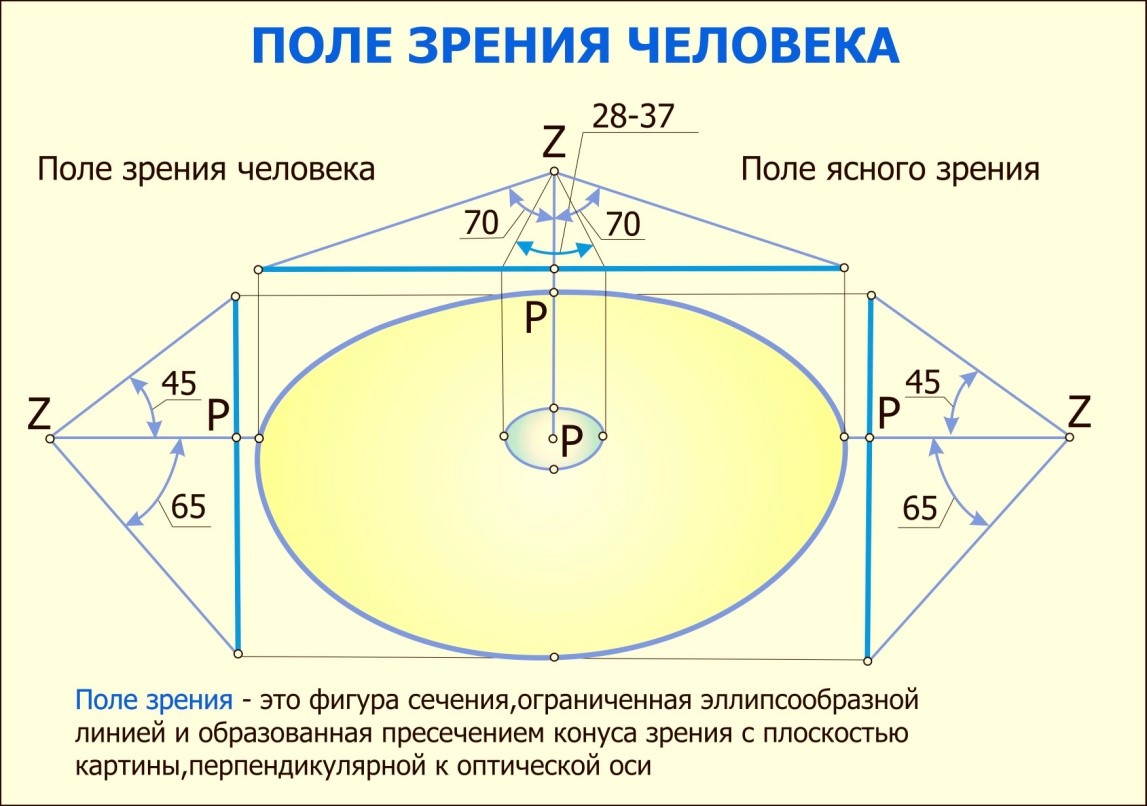 ПОЛЕ ЗРЕНИЯ ЧЕЛОВЕКА
28-37
Z
Поле зрения человека
Поле ясного зрения
70
70
P
45
45
Z
P
P
Z
P
65
65
Поле зрения - это фигура сечения,ограниченная эллипсообразной
линией и образованная пресечением конуса зрения с плоскостью
картины,перпендикулярной к оптической оси